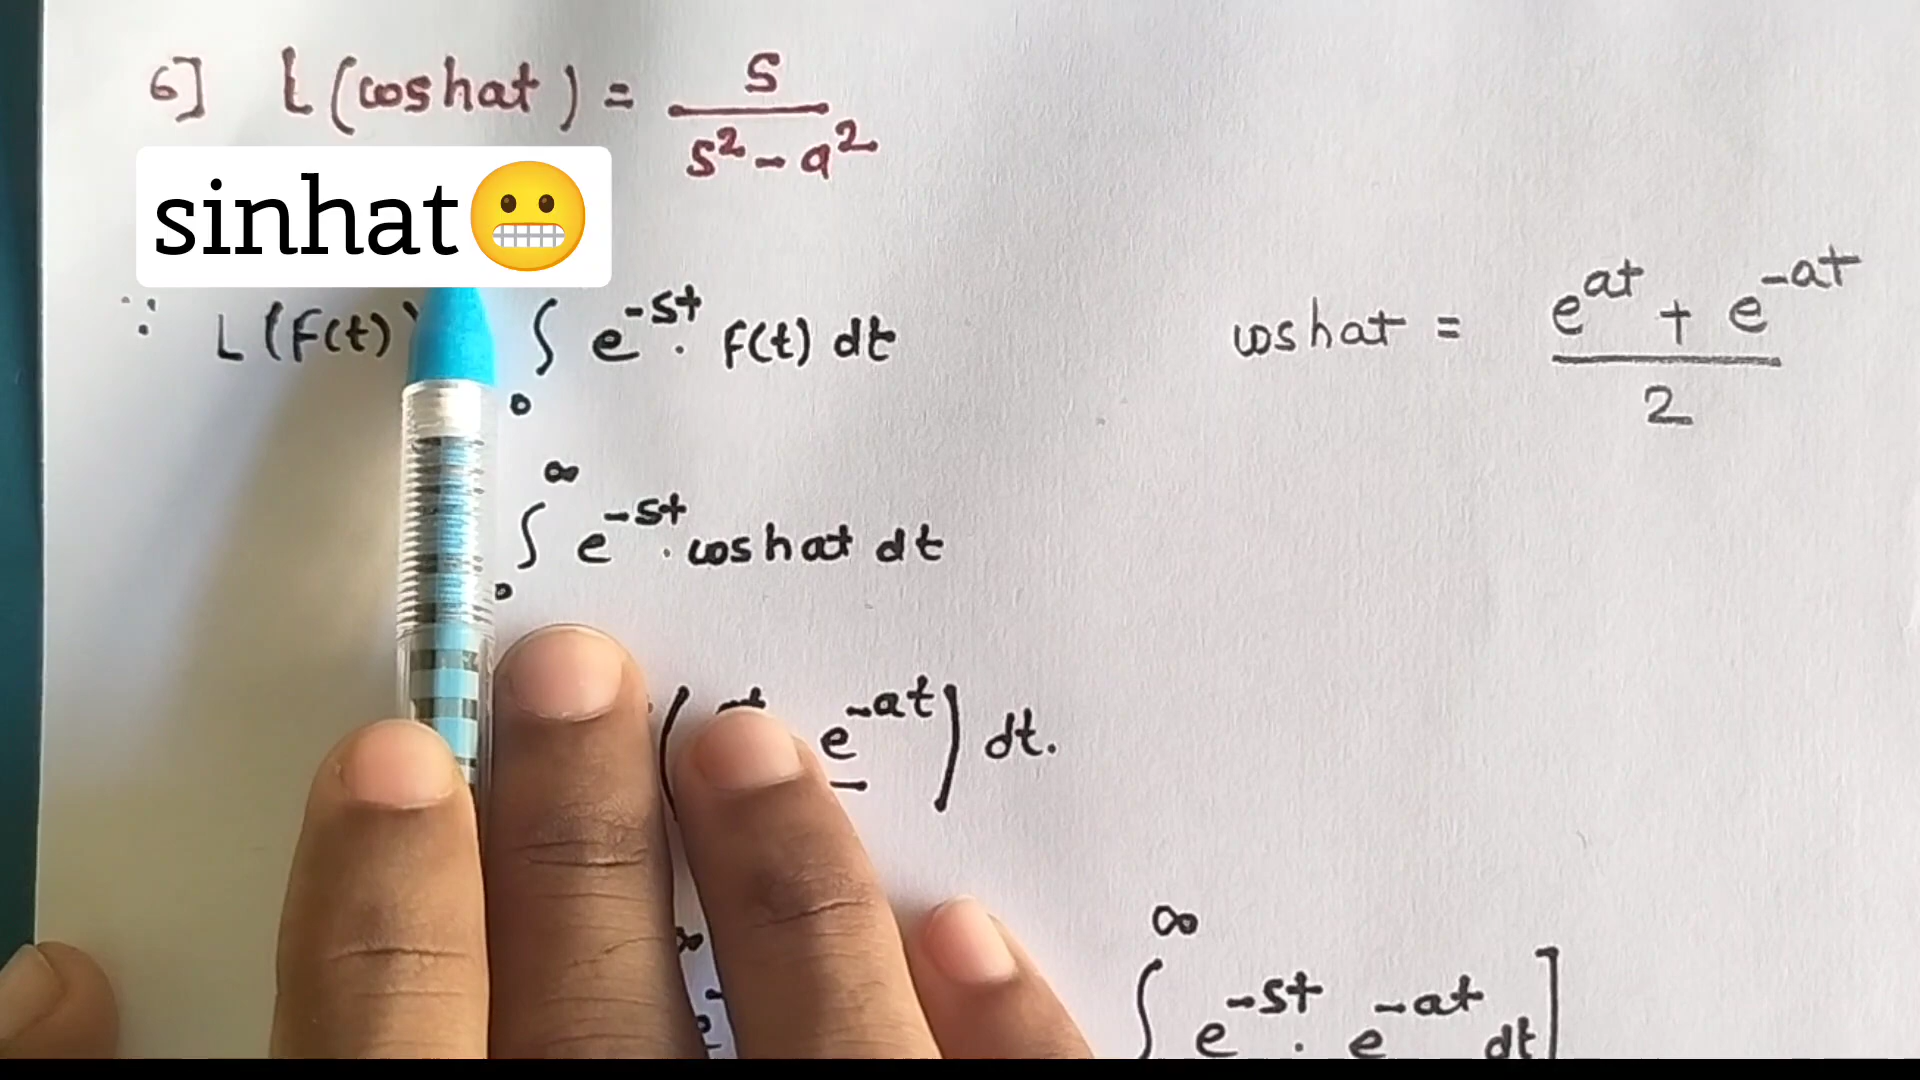 6] L(coshat) = s / s² - a²
sinhat😬
∵ L(F(t) ∫₀ e^-st . F(t) dt
coshat = e^at + e^-at / 2
∫₀^∞ e^-st . coshat dt
( e^-at ) dt.
∞ ∫^∞ e^-st . e^-at dt]